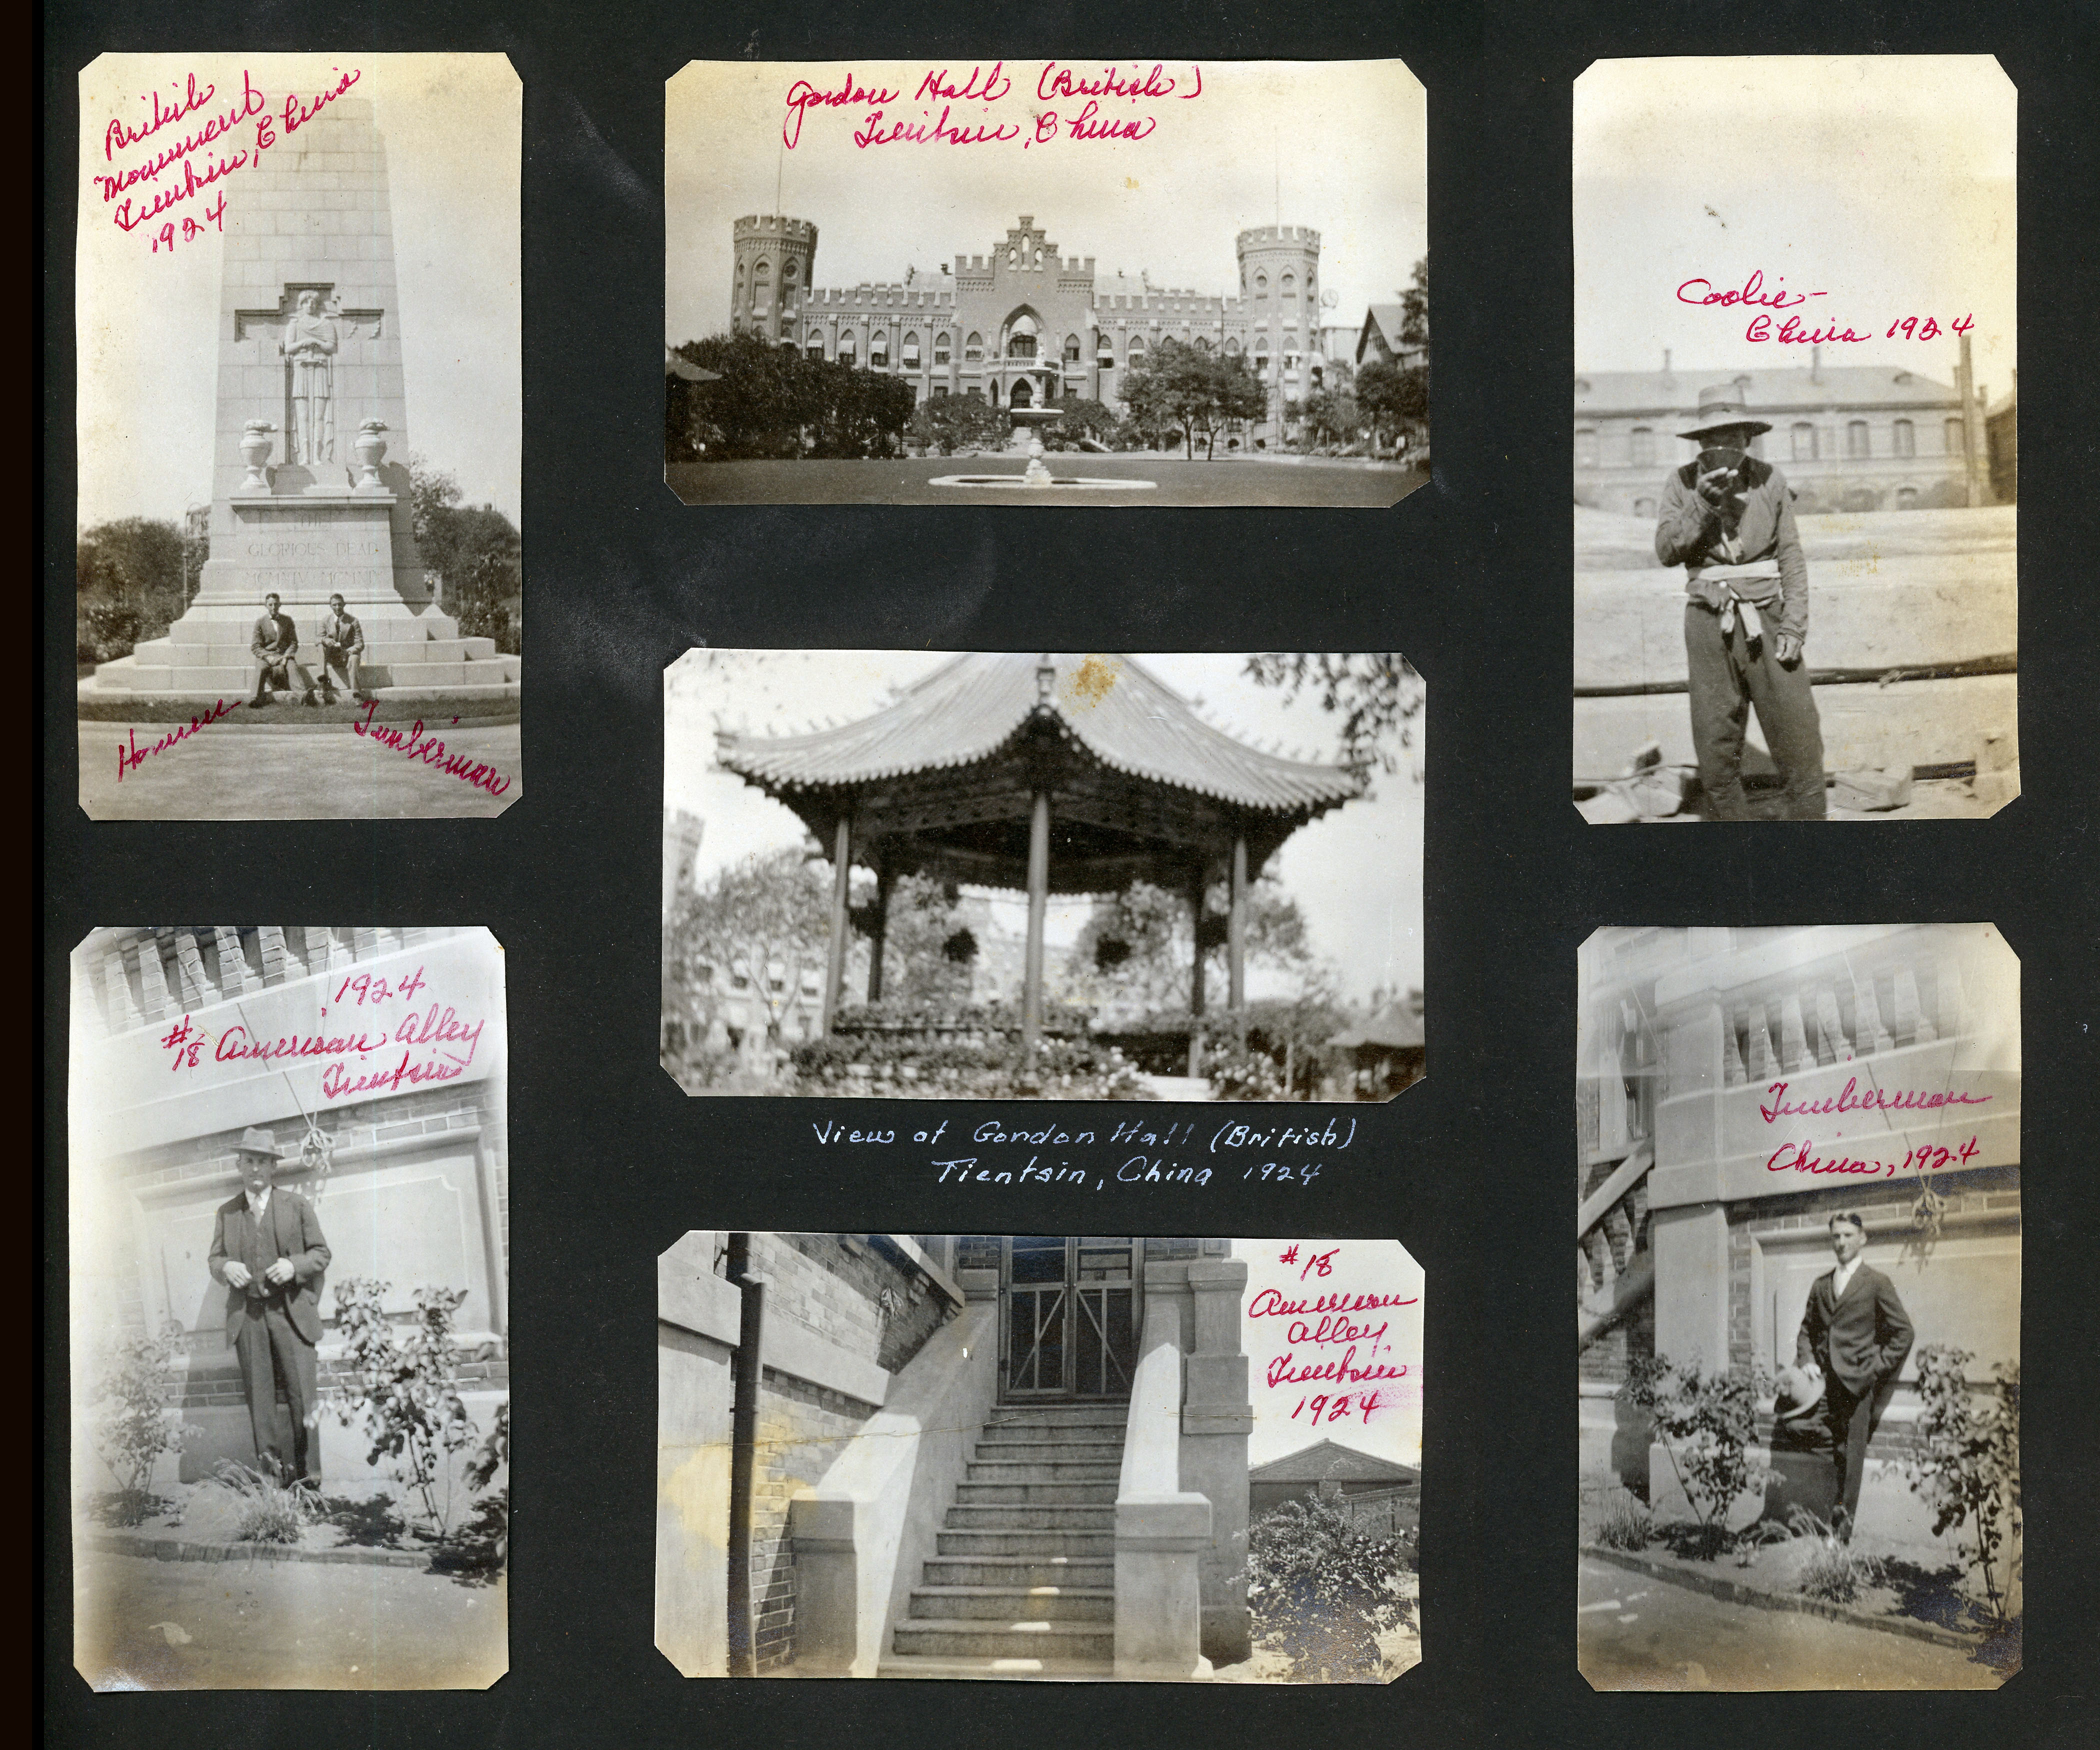 British
Monument
Tientsin, China
1924
THE
GLORIOUS DEAD
MCMXIV MCMXIX
Timberman
Gordon Hall (British)
Tientsin, China
Coolie-
China 1924
View at Gordon Hall (British)
Tientsin, China 1924
1924
#18 American Alley
Tientsin
#18
American
Alley
Tientsin
1924
Timberman
China, 1924